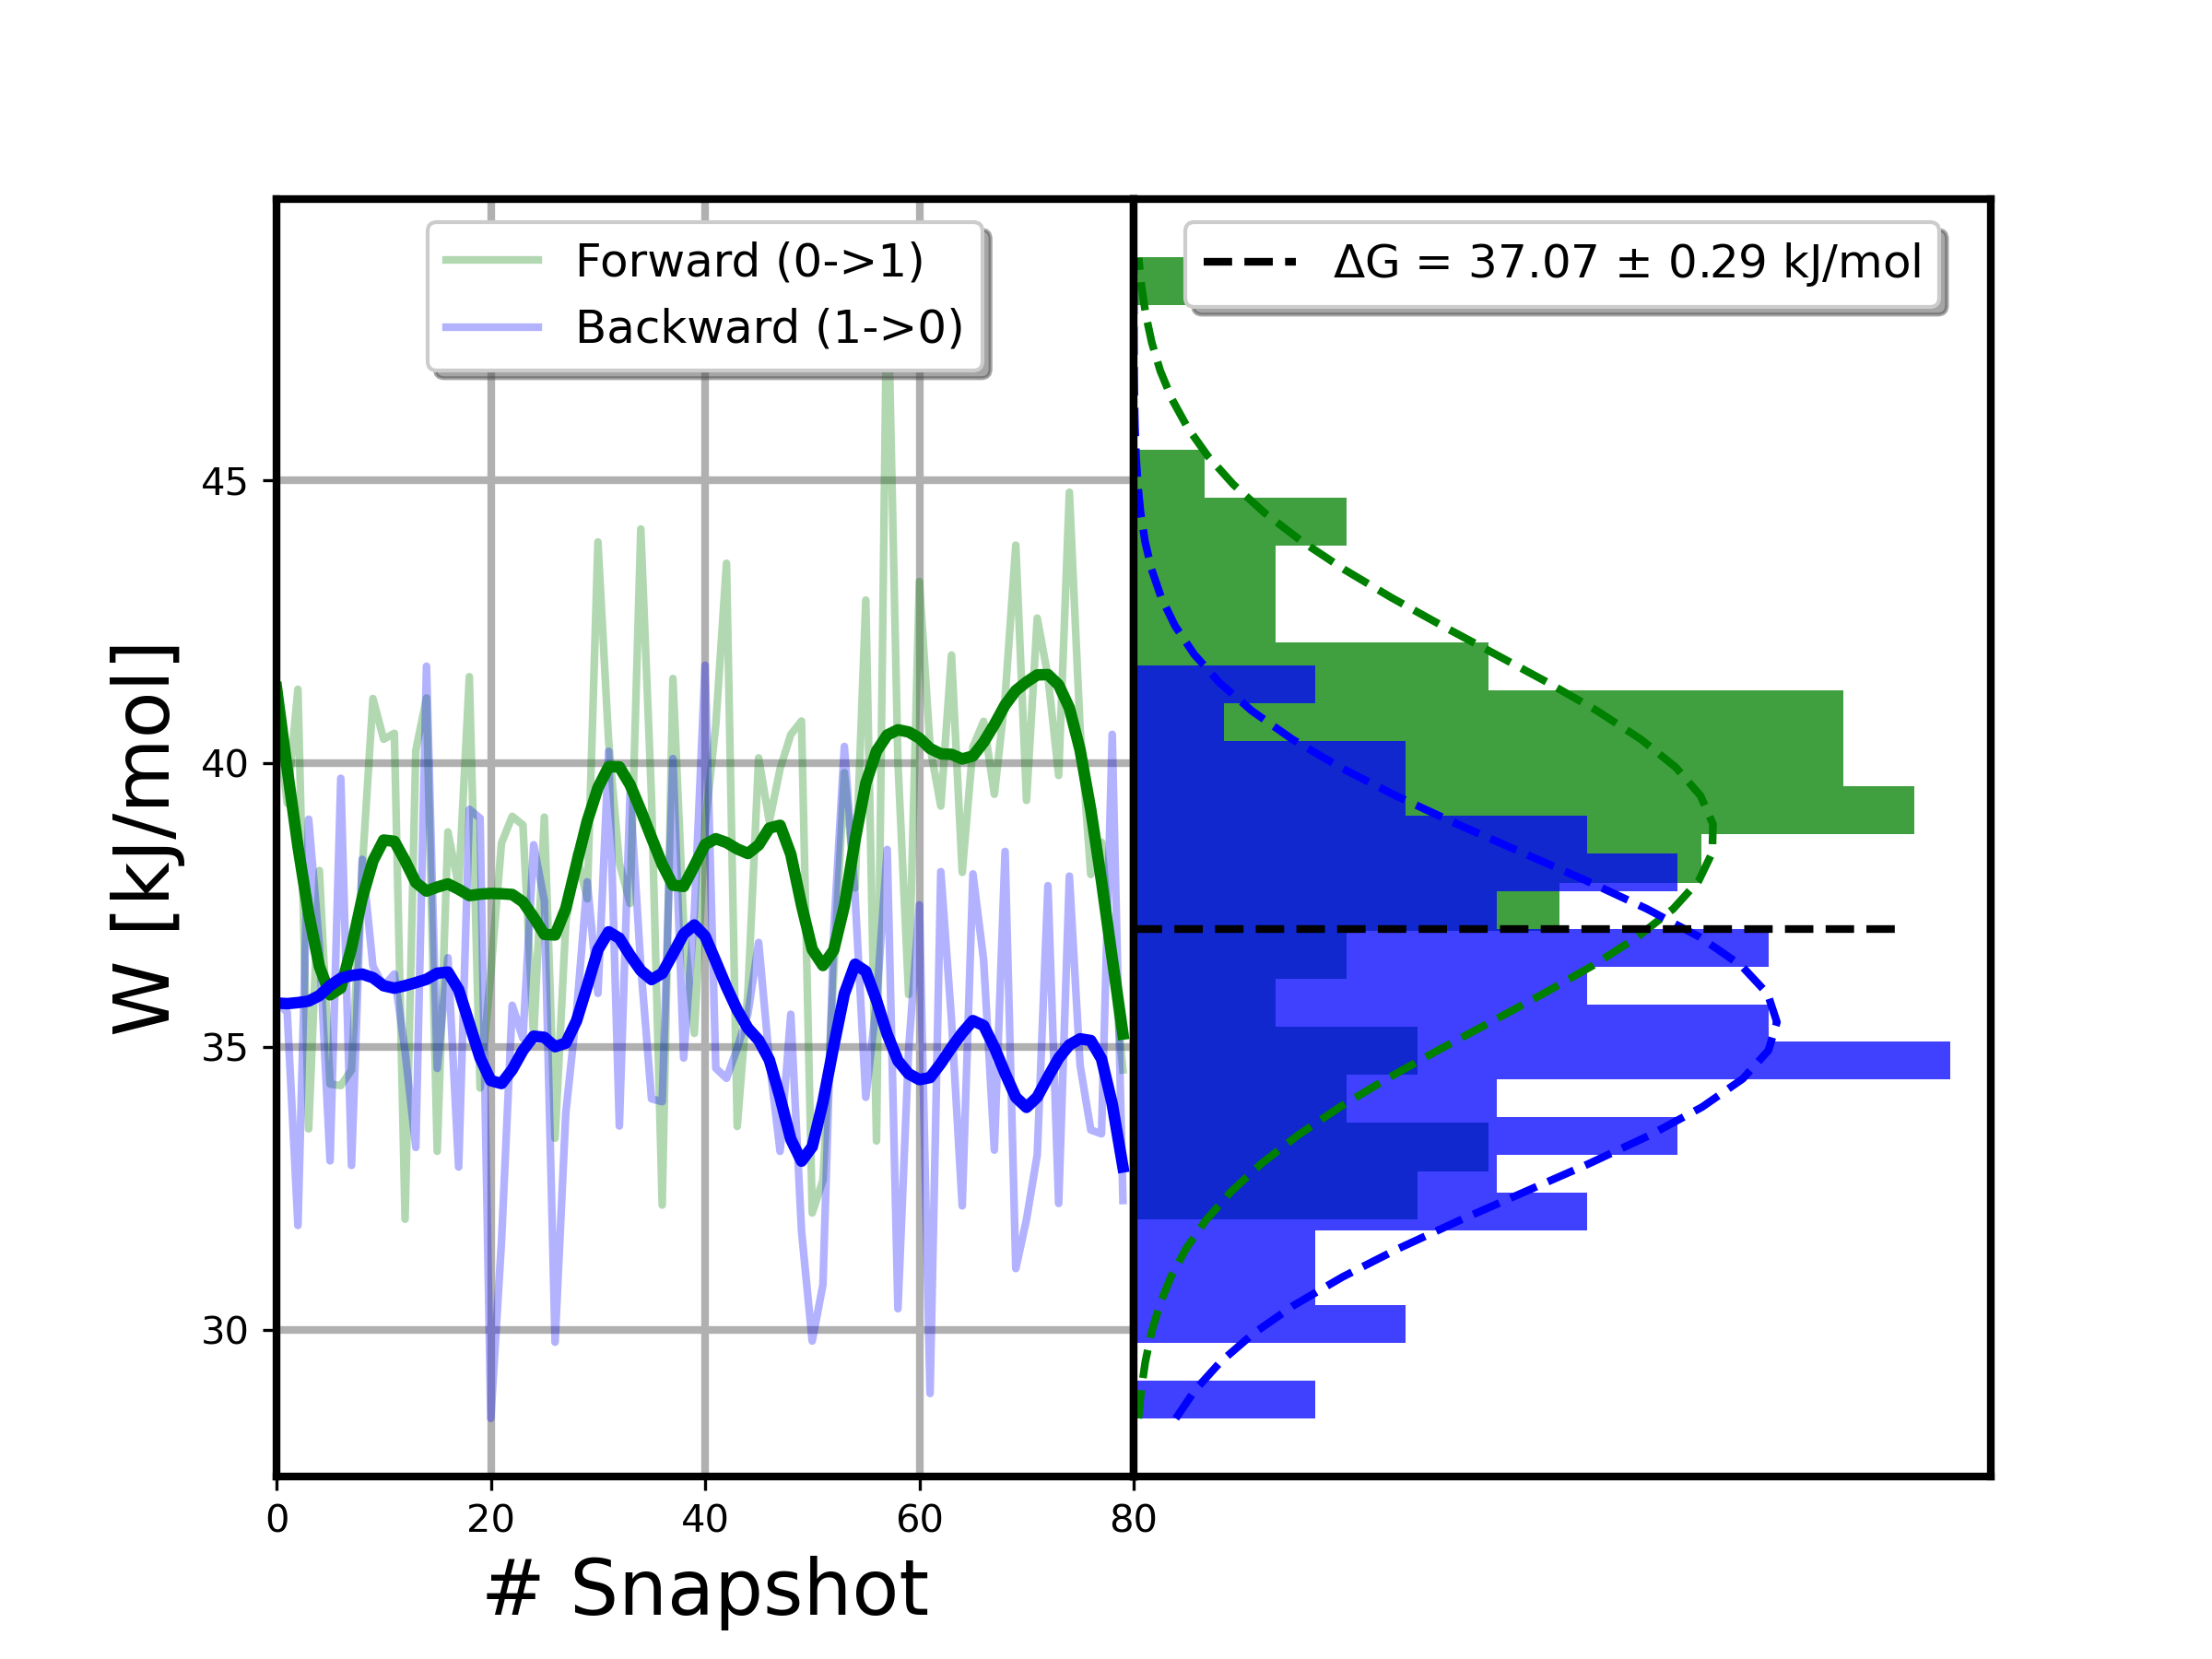 Forward (0->1)
Backward (1->0)
ΔG = 37.07 ± 0.29 kJ/mol
W [kJ/mol]
45
40
35
30
0 20 40 60 80
# Snapshot